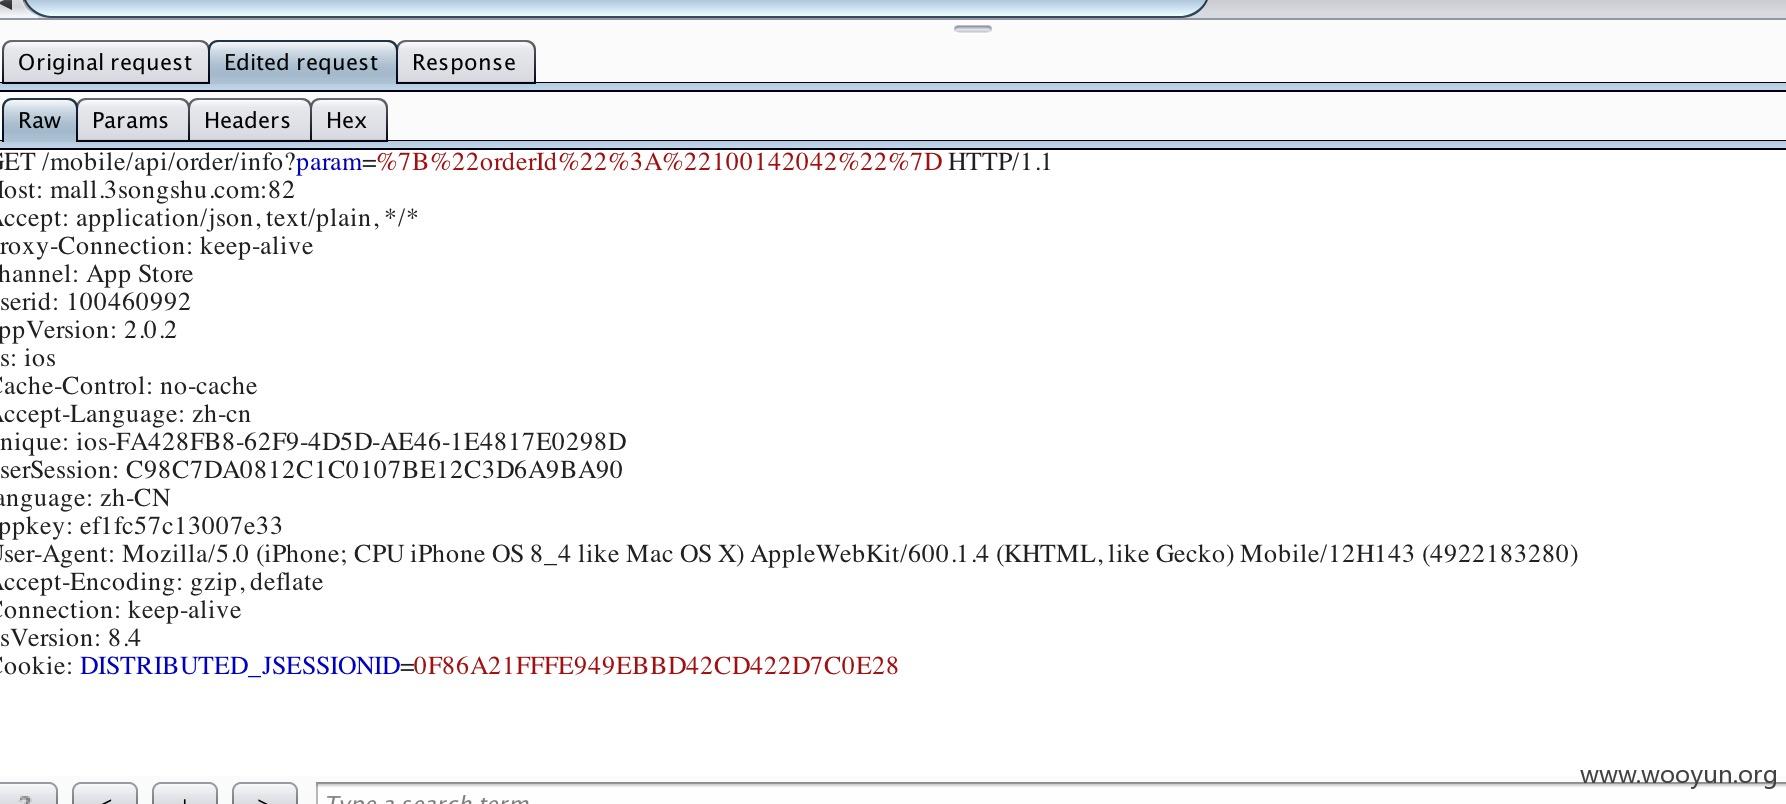 Original request
Edited request
Response
Raw
Params
Headers
Hex
GET /mobile/api/order/info?param=%7B%22orderId%22%3A%22100142042%22%7D HTTP/1.1
Host: mall.3songshu.com:82
Accept: application/json, text/plain, */*
roxy-Connection: keep-alive
hannel: App Store
serid: 100460992
ppVersion: 2.0.2
s: ios
Cache-Control: no-cache
Accept-Language: zh-cn
nique: ios-FA428FB8-62F9-4D5D-AE46-1E4817E0298D
serSession: C98C7DA0812C1C0107BE12C3D6A9BA90
anguage: zh-CN
ppkey: ef1fc57c13007e33
User-Agent: Mozilla/5.0 (iPhone; CPU iPhone OS 8_4 like Mac OS X) AppleWebKit/600.1.4 (KHTML, like Gecko) Mobile/12H143 (4922183280)
Accept-Encoding: gzip, deflate
Connection: keep-alive
sVersion: 8.4
Cookie: DISTRIBUTED_JSESSIONID=0F86A21FFFE949EBBD42CD422D7C0E28
www.wooyun.org
? < + > Type a search term